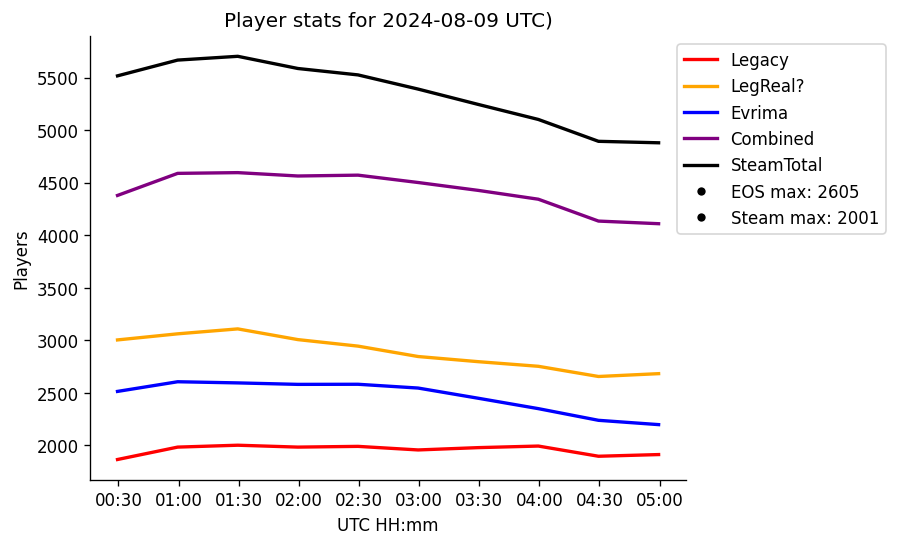 Player stats for 2024-08-09 UTC)
Legacy
LegReal?
Evrima
Combined
SteamTotal
EOS max: 2605
Steam max: 2001
Players
5500
5000
4500
4000
3500
3000
2500
2000
00:30 01:00 01:30 02:00 02:30 03:00 03:30 04:00 04:30 05:00
UTC HH:mm